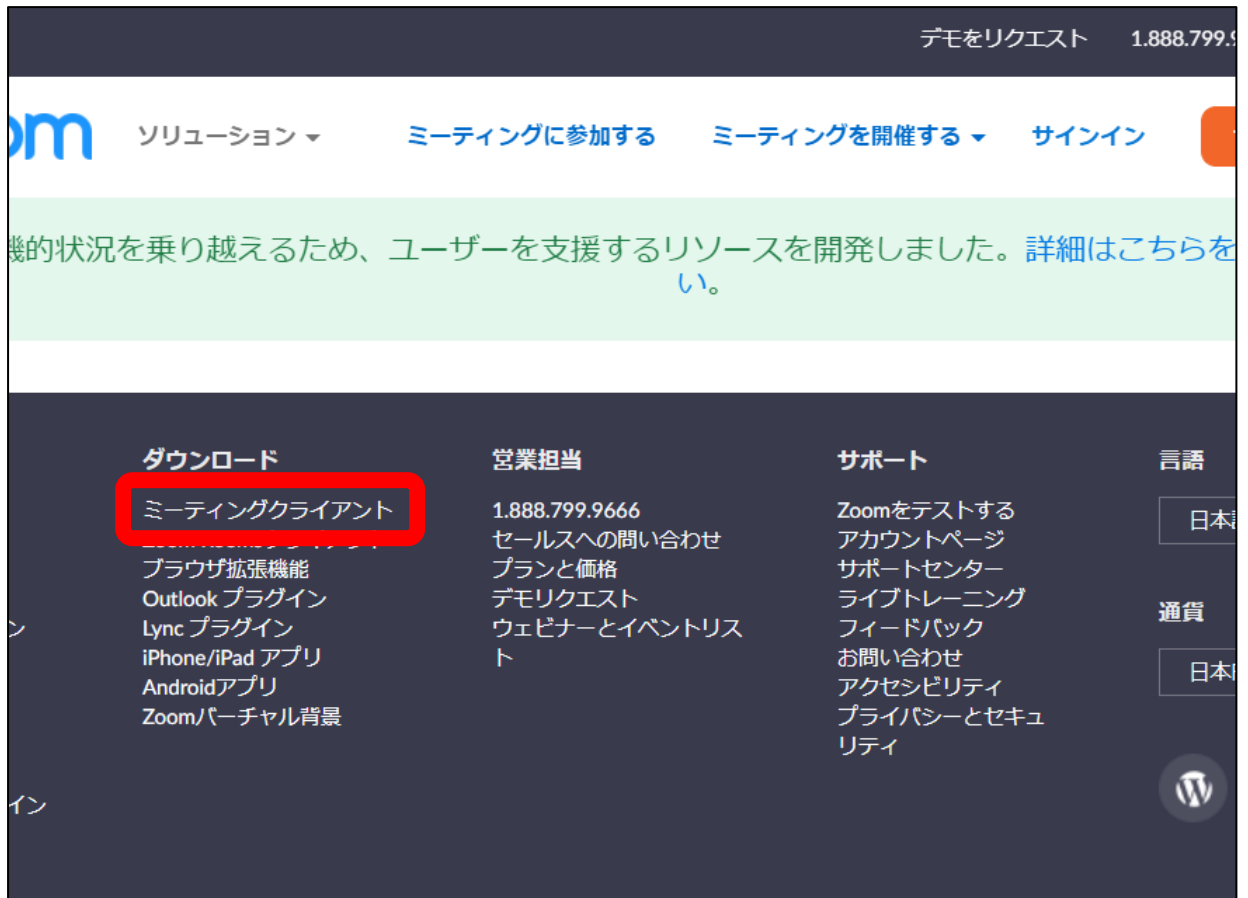 デモをリクエスト 1.888.799.
om ソリューション ミーティングに参加する ミーティングを開催する サインイン
機的状況を乗り越えるため、ユーザーを支援するリソースを開発しました。詳細はこちらを
い。
ダウンロード
ミーティングクライアント
ブラウザ拡張機能
Outlook プラグイン
Lync プラグイン
iPhone/iPad アプリ
Androidアプリ
Zoomバーチャル背景
営業担当
1.888.799.9666
セールスへの問い合わせ
プランと価格
デモリクエスト
ウェビナーとイベントリス
ト
サポート
Zoomをテストする
アカウントページ
サポートセンター
ライブトレーニング
フィードバック
お問い合わせ
アクセシビリティ
プライバシーとセキュ
リティ
言語
日本
通貨
日本
ン
イン